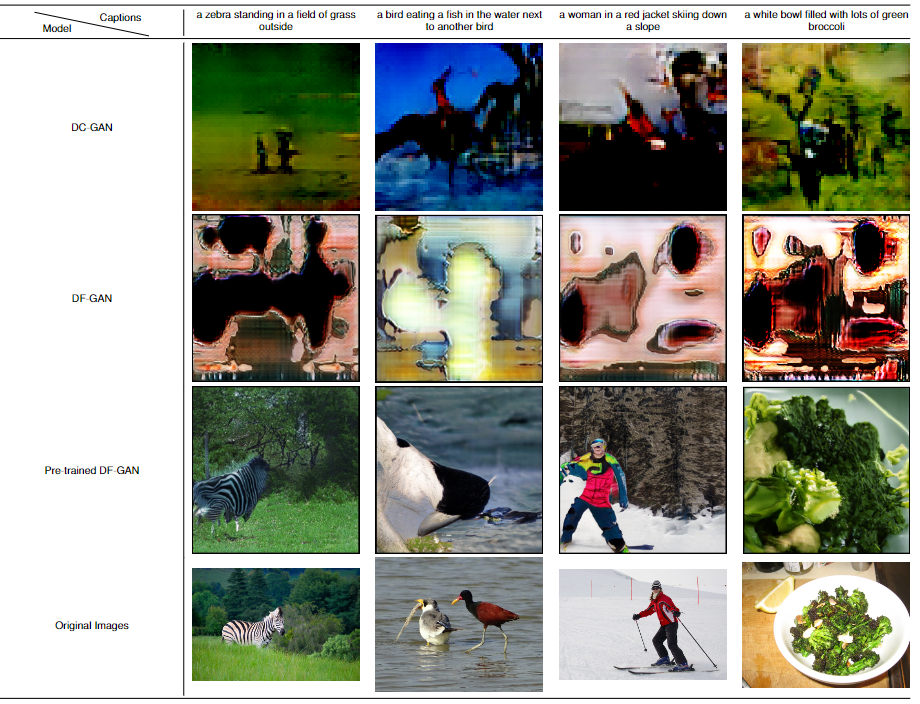 Captions
Model
a zebra standing in a field of grass
outside
a bird eating a fish in the water next
to another bird
a woman in a red jacket skiing down
a slope
a white bowl filled with lots of green
broccoli
DC-GAN
DF-GAN
Pre-trained DF-GAN
Original Images